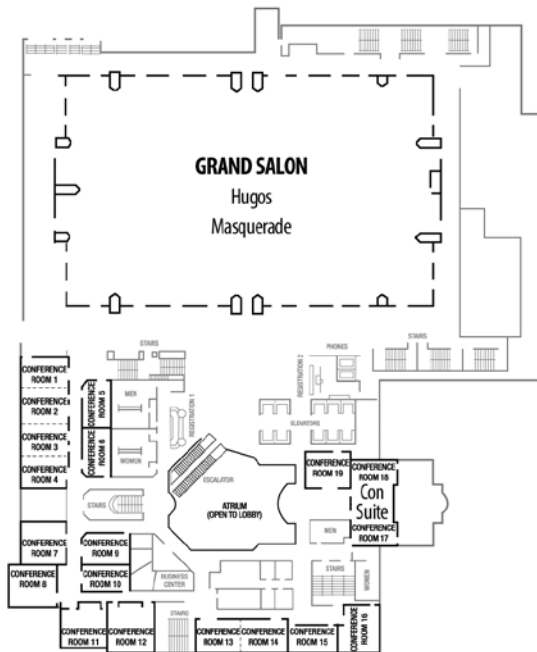 GRAND SALON
Hugos
Masquerade
STAIRS
STAIRS
PHONES
REGISTRATION 2
CONFERENCE
ROOM 1
CONFERENCE
ROOM 2
CONFERENCE
ROOM 3
CONFERENCE
ROOM 4
CONFERENCE
ROOM 5
CONFERENCE
ROOM 6
MEN
WOMEN
REGISTRATION 1
ELEVATORS
ESCALATOR
ATRIUM
(OPEN TO LOBBY)
CONFERENCE
ROOM 19
CONFERENCE
ROOM 18
Con
Suite
CONFERENCE
ROOM 17
STAIRS
MEN
CONFERENCE
ROOM 7
CONFERENCE
ROOM 8
CONFERENCE
ROOM 9
CONFERENCE
ROOM 10
BUSINESS
CENTER
STAIRS
WOMEN
CONFERENCE
ROOM 11
CONFERENCE
ROOM 12
STAIRS
CONFERENCE
ROOM 13
CONFERENCE
ROOM 14
CONFERENCE
ROOM 15
CONFERENCE
ROOM 16